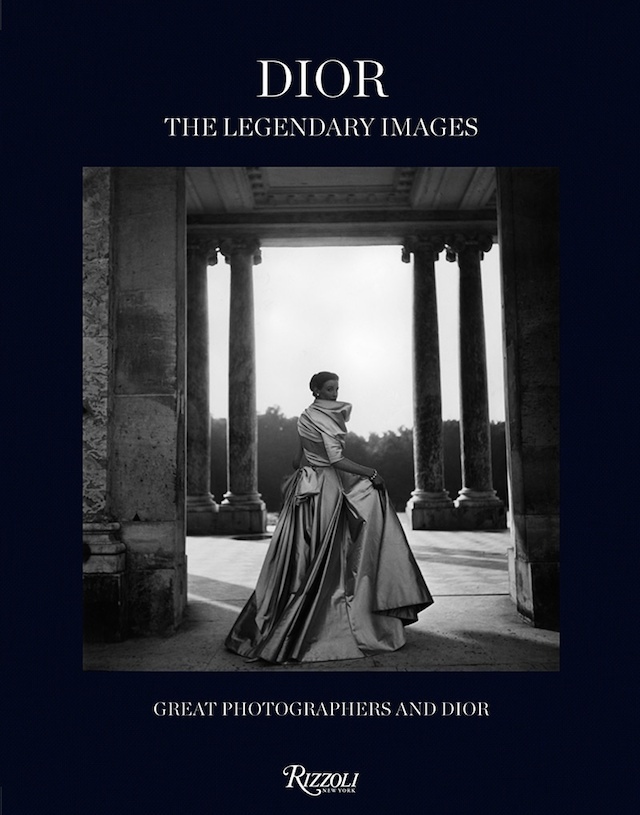 DIOR
THE LEGENDARY IMAGES
GREAT PHOTOGRAPHERS AND DIOR
RIZZOLI
NEW YORK